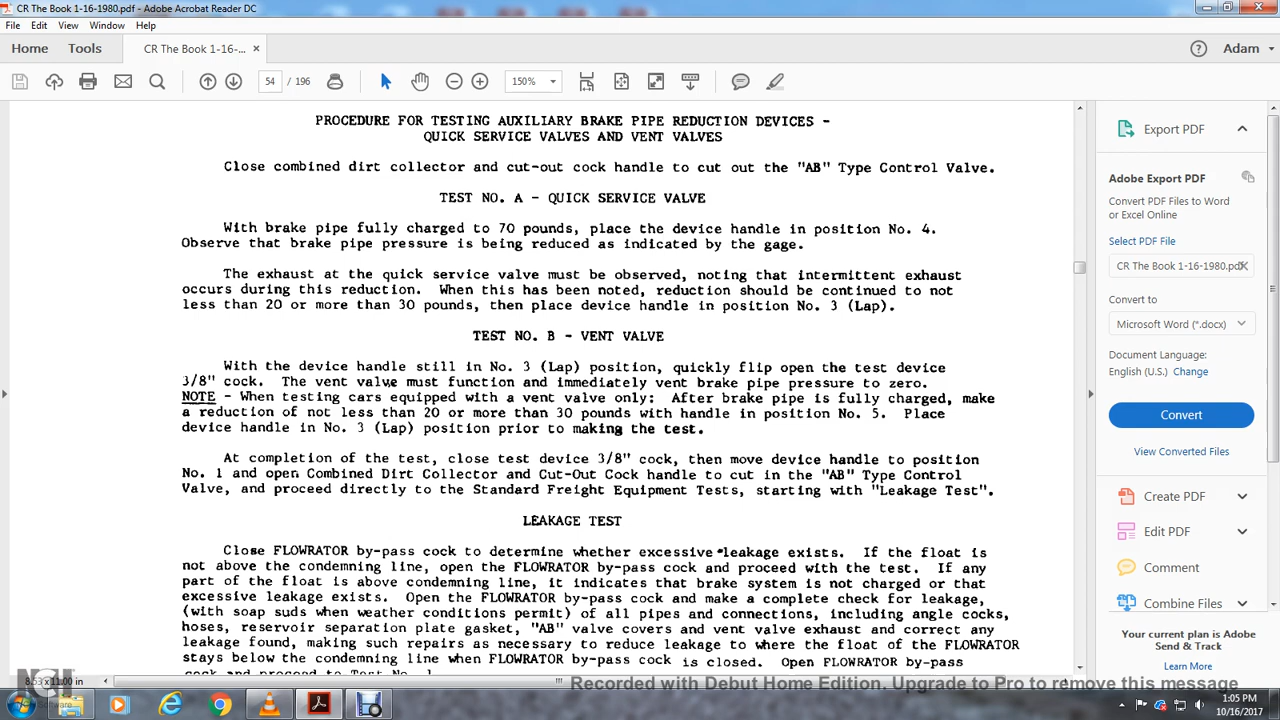 CR The Book 1-16-1980.pdf - Adobe Acrobat Reader DC
File Edit View Window Help
Home Tools CR The Book 1-16-... × Adam
54 / 196 150%
PROCEDURE FOR TESTING AUXILIARY BRAKE PIPE REDUCTION DEVICES -
QUICK SERVICE VALVES AND VENT VALVES
Close combined dirt collector and cut-out cock handle to cut out the "AB" Type Control Valve.
TEST NO. A - QUICK SERVICE VALVE
With brake pipe fully charged to 70 pounds, place the device handle in position No. 4.
Observe that brake pipe pressure is being reduced as indicated by the gage.
The exhaust at the quick service valve must be observed, noting that intermittent exhaust
occurs during this reduction. When this has been noted, reduction should be continued to not
less than 20 or more than 30 pounds, then place device handle in position No. 3 (Lap).
TEST NO. B - VENT VALVE
With the device handle still in No. 3 (Lap) position, quickly flip open the test device
3/8" cock. The vent valve must function and immediately vent brake pipe pressure to zero.
NOTE - When testing cars equipped with a vent valve only: After brake pipe is fully charged, make
a reduction of not less than 20 or more than 30 pounds with handle in position No. 5. Place
device handle in No. 3 (Lap) position prior to making the test.
At completion of the test, close test device 3/8" cock, then move device handle to position
No. 1 and open Combined Dirt Collector and Cut-Out Cock handle to cut in the "AB" Type Control
Valve, and proceed directly to the Standard Freight Equipment Tests, starting with "Leakage Test".
LEAKAGE TEST
Close FLOWRATOR by-pass cock to determine whether excessive leakage exists. If the float is
not above the condemning line, open the FLOWRATOR by-pass cock and proceed with the test. If any
part of the float is above condemning line, it indicates that brake system is not charged or that
excessive leakage exists. Open the FLOWRATOR by-pass cock and make a complete check for leakage,
(with soap suds when weather conditions permit) of all pipes and connections, including angle cocks,
hoses, reservoir separation plate gasket, "AB" valve covers and vent valve exhaust and correct any
leakage found, making such repairs as necessary to reduce leakage to where the float of the FLOWRATOR
stays below the condemning line when FLOWRATOR by-pass cock is closed. Open FLOWRATOR by-pass
cock and proceed to Test No. 1
8.53 x 11.00 in
Export PDF
Adobe Export PDF
Convert PDF Files to Word
or Excel Online
Select PDF File
CR The Book 1-16-1980.pdf
Convert to
Microsoft Word (*.docx)
Document Language:
English (U.S.) Change
Convert
View Converted Files
Create PDF
Edit PDF
Comment
Combine Files
Your current plan is Adobe
Send & Track
Learn More
NCH
Software
Recorded with Debut Home Edition. Upgrade to Pro to remove this message
1:05 PM
10/16/2017